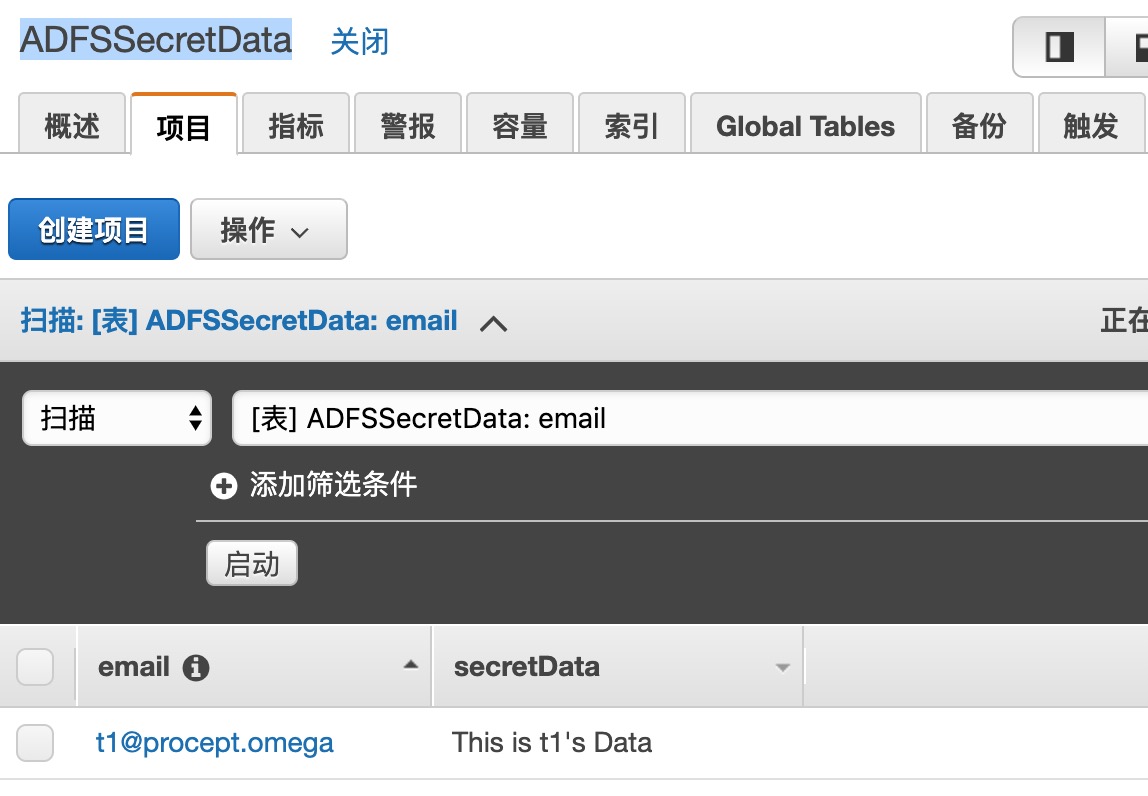 ADFSSecretData 关闭
概述 项目 指标 警报 容量 索引 Global Tables 备份 触发
创建项目 操作
扫描: [表] ADFSSecretData: email 正在
扫描 [表] ADFSSecretData: email
添加筛选条件
启动
email secretData
t1@procept.omega This is t1's Data